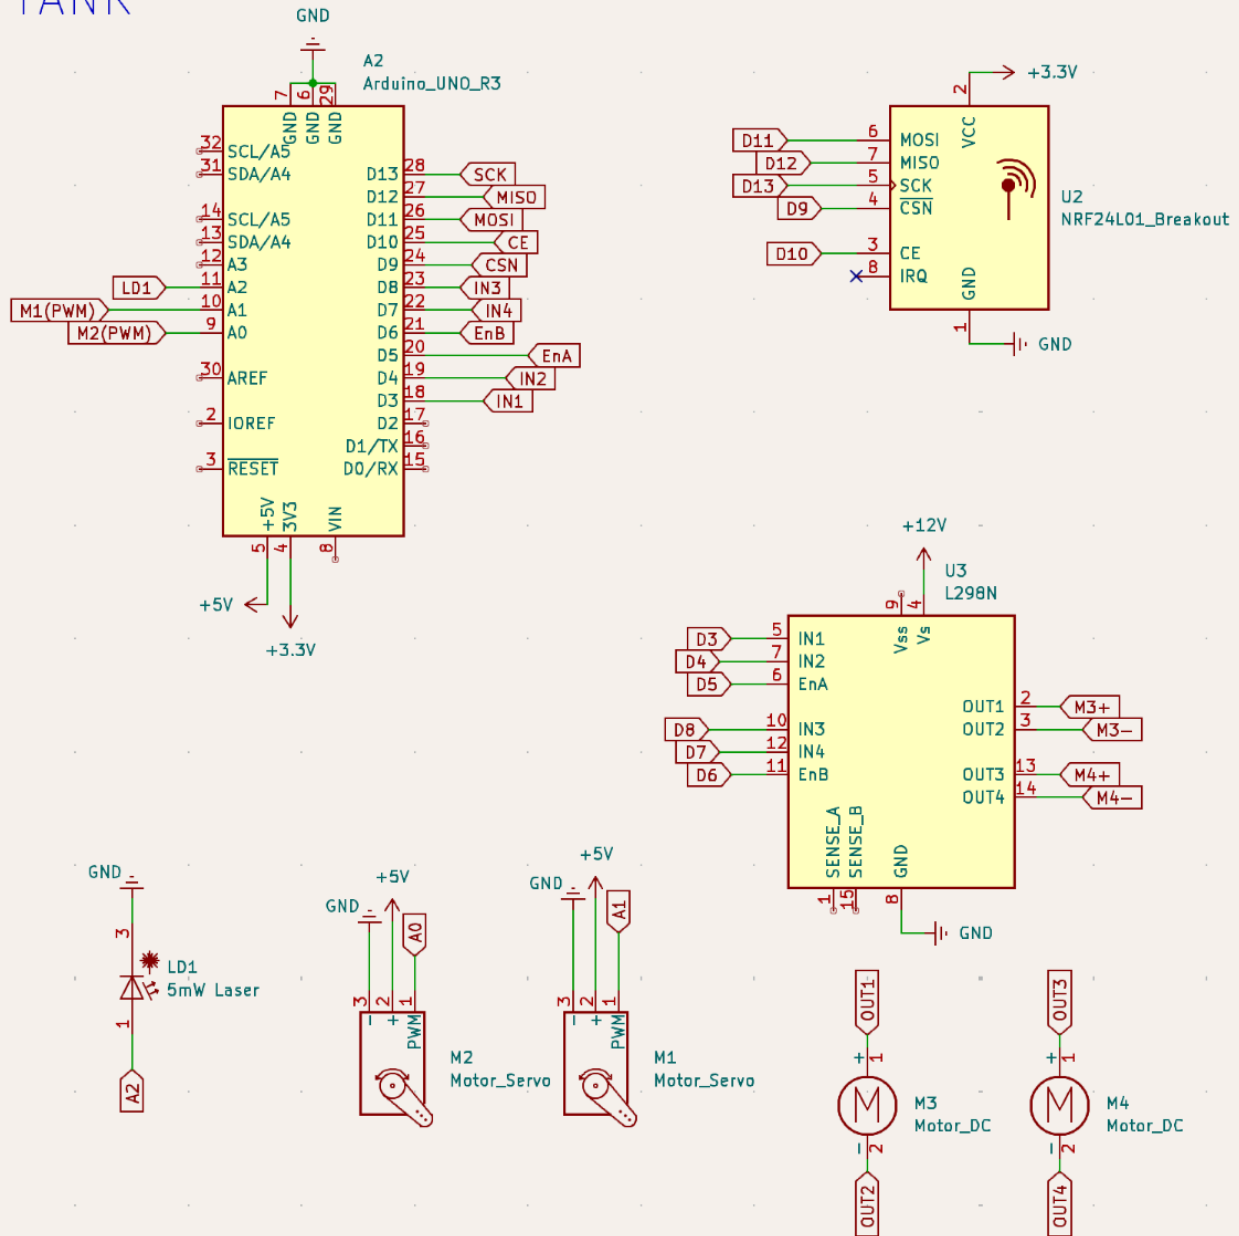 TANK
GND
A2
Arduino_UNO_R3
7
6
29
GND
GND
GND
32 SCL/A5
31 SDA/A4
14 SCL/A5
13 SDA/A4
12 A3
LD1 11 A2
M1(PWM) 10 A1
M2(PWM) 9 A0
30 AREF
2 IOREF
3 RESET
D13 28 SCK
D12 27 MISO
D11 26 MOSI
D10 25 CE
D9 24 CSN
D8 23 IN3
D7 22 IN4
D6 21 EnB
D5 20 EnA
D4 19 IN2
D3 18 IN1
D2 17
D1/TX 16
D0/RX 15
+5V
3V3
VIN
5
4
8
+5V
+3.3V
+3.3V
2
VCC
D11 6 MOSI
D12 7 MISO
D13 5 SCK
D9 4 CSN
D10 3 CE
8 IRQ
GND
1
GND
U2
NRF24L01_Breakout
+12V
U3
L298N
9
4
Vss
Vs
D3 5 IN1
D4 7 IN2
D5 6 EnA
D8 10 IN3
D7 12 IN4
D6 11 EnB
OUT1 2 M3+
OUT2 3 M3-
OUT3 13 M4+
OUT4 14 M4-
SENSE_A
SENSE_B
GND
1
15
8
GND
GND
3
LD1
5mW Laser
1
A2
+5V
GND
A0
3
2
1
-
+
PWM
M2
Motor_Servo
+5V
GND
A1
3
2
1
-
+
PWM
M1
Motor_Servo
OUT1
+ 1
M
M3
Motor_DC
- 2
OUT2
OUT3
+ 1
M
M4
Motor_DC
- 2
OUT4